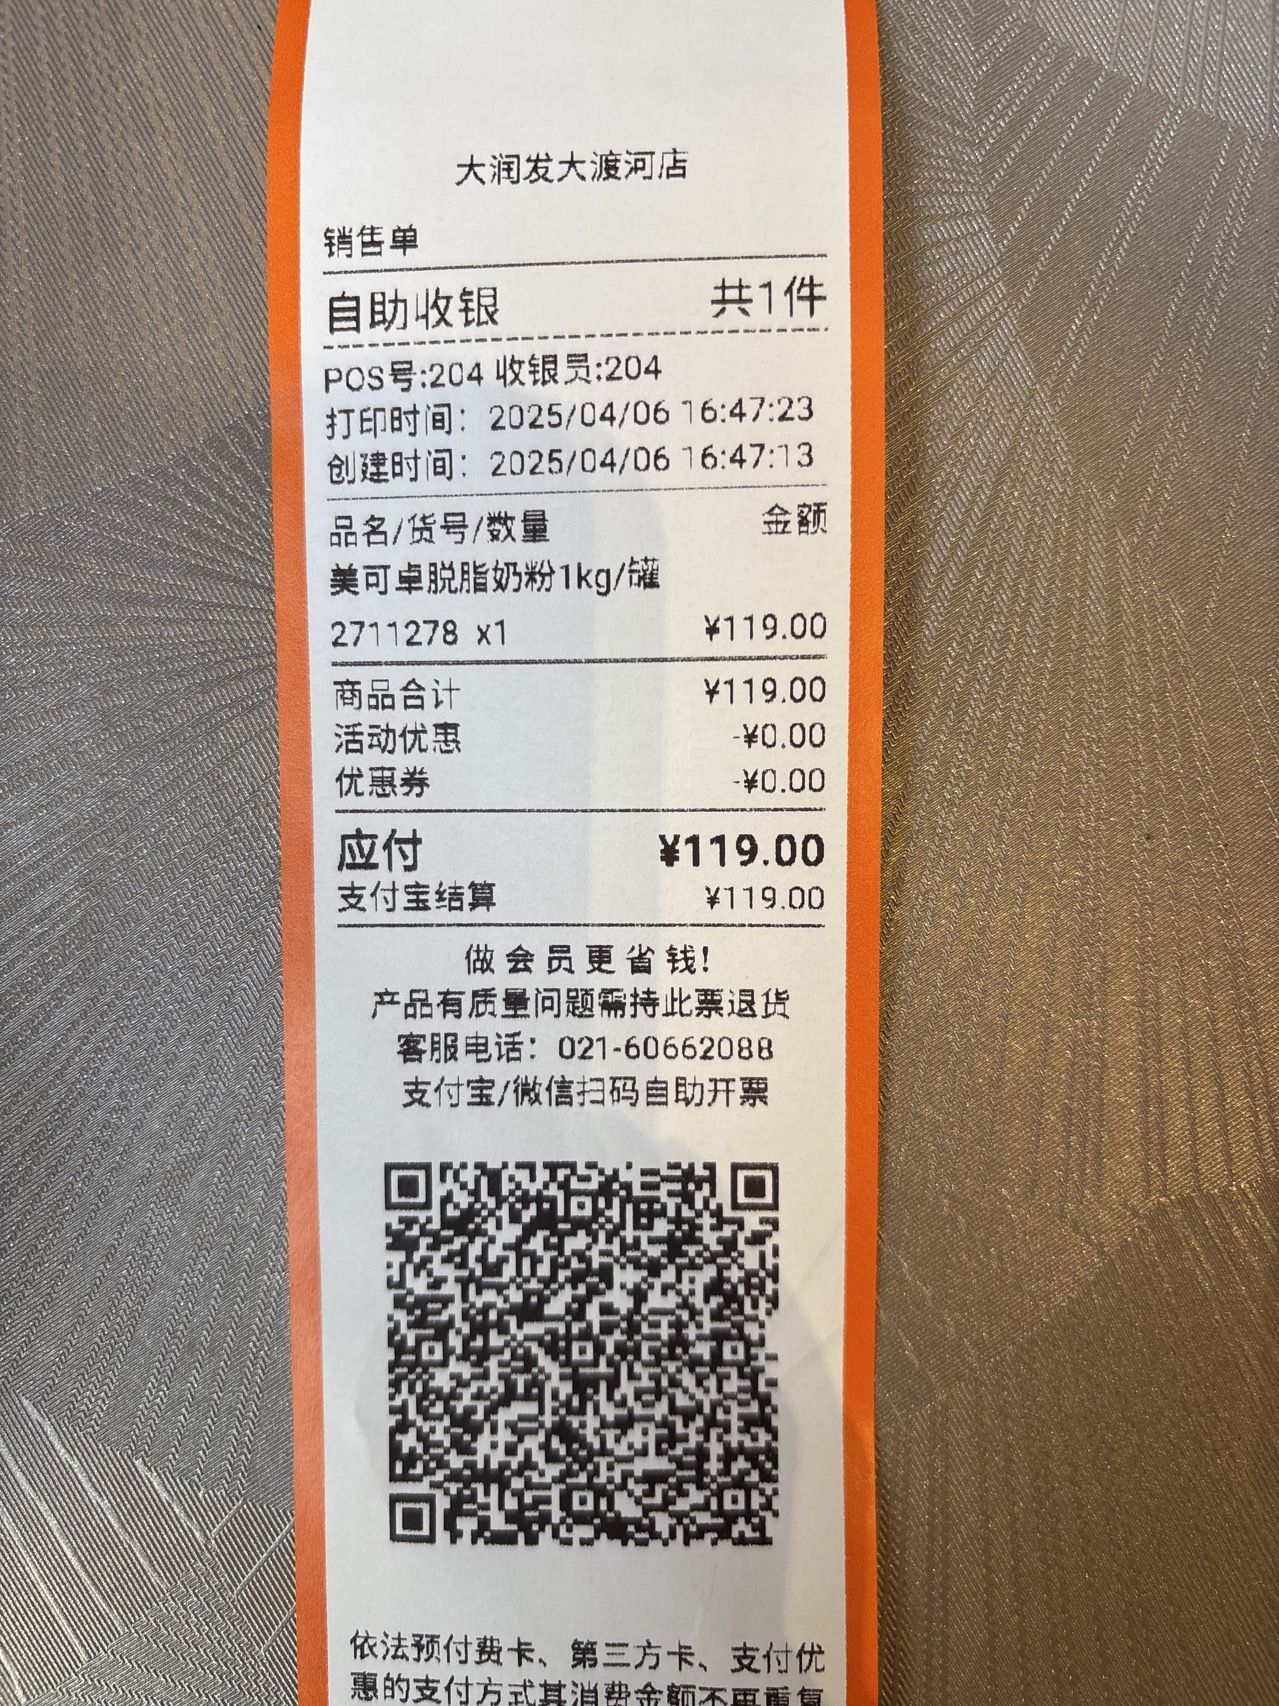 大润发大渡河店
销售单
自助收银 共1件
POS号:204 收银员:204
打印时间：2025/04/06 16:47:23
创建时间：2025/04/06 16:47:13
品名/货号/数量 金额
美可卓脱脂奶粉1kg/罐
2711278 x1 ¥119.00
商品合计 ¥119.00
活动优惠 -¥0.00
优惠券 -¥0.00
应付 ¥119.00
支付宝结算 ¥119.00
做会员更省钱!
产品有质量问题需持此票退货
客服电话：021-60662088
支付宝/微信扫码自助开票
依法预付费卡、第三方卡、支付优
惠的支付方式其消费金额不再重复